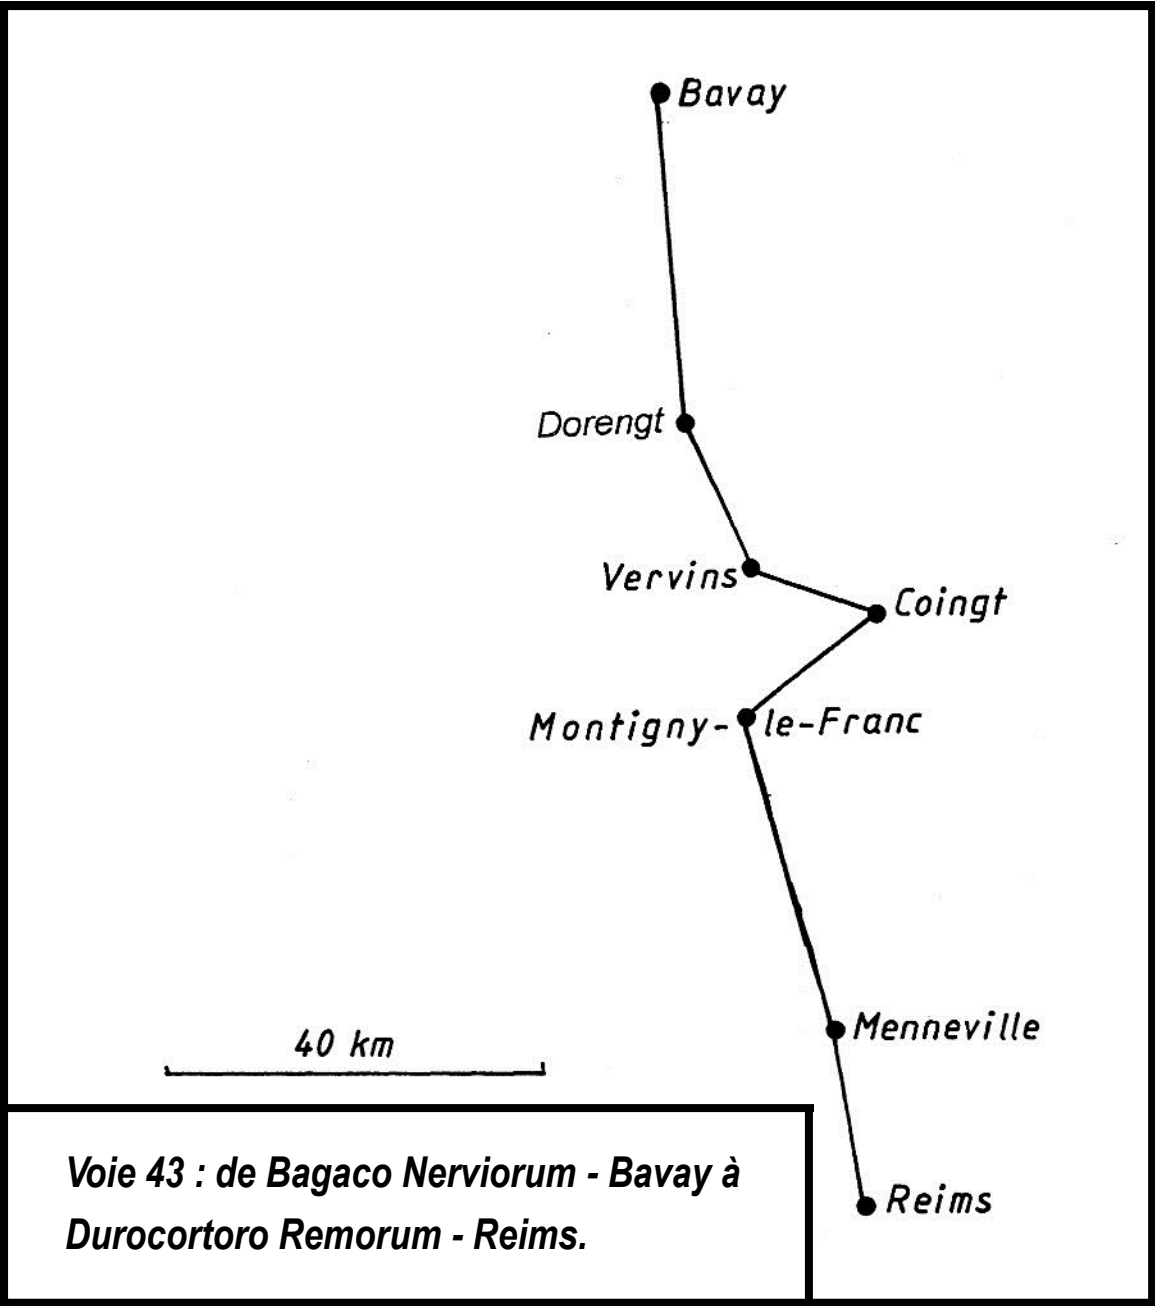 Bavay
Dorengt
Vervins
Coingt
Montigny-le-Franc
Menneville
40 km
Reims
Voie 43 : de Bagaco Nerviorum - Bavay à
Durocortoro Remorum - Reims.